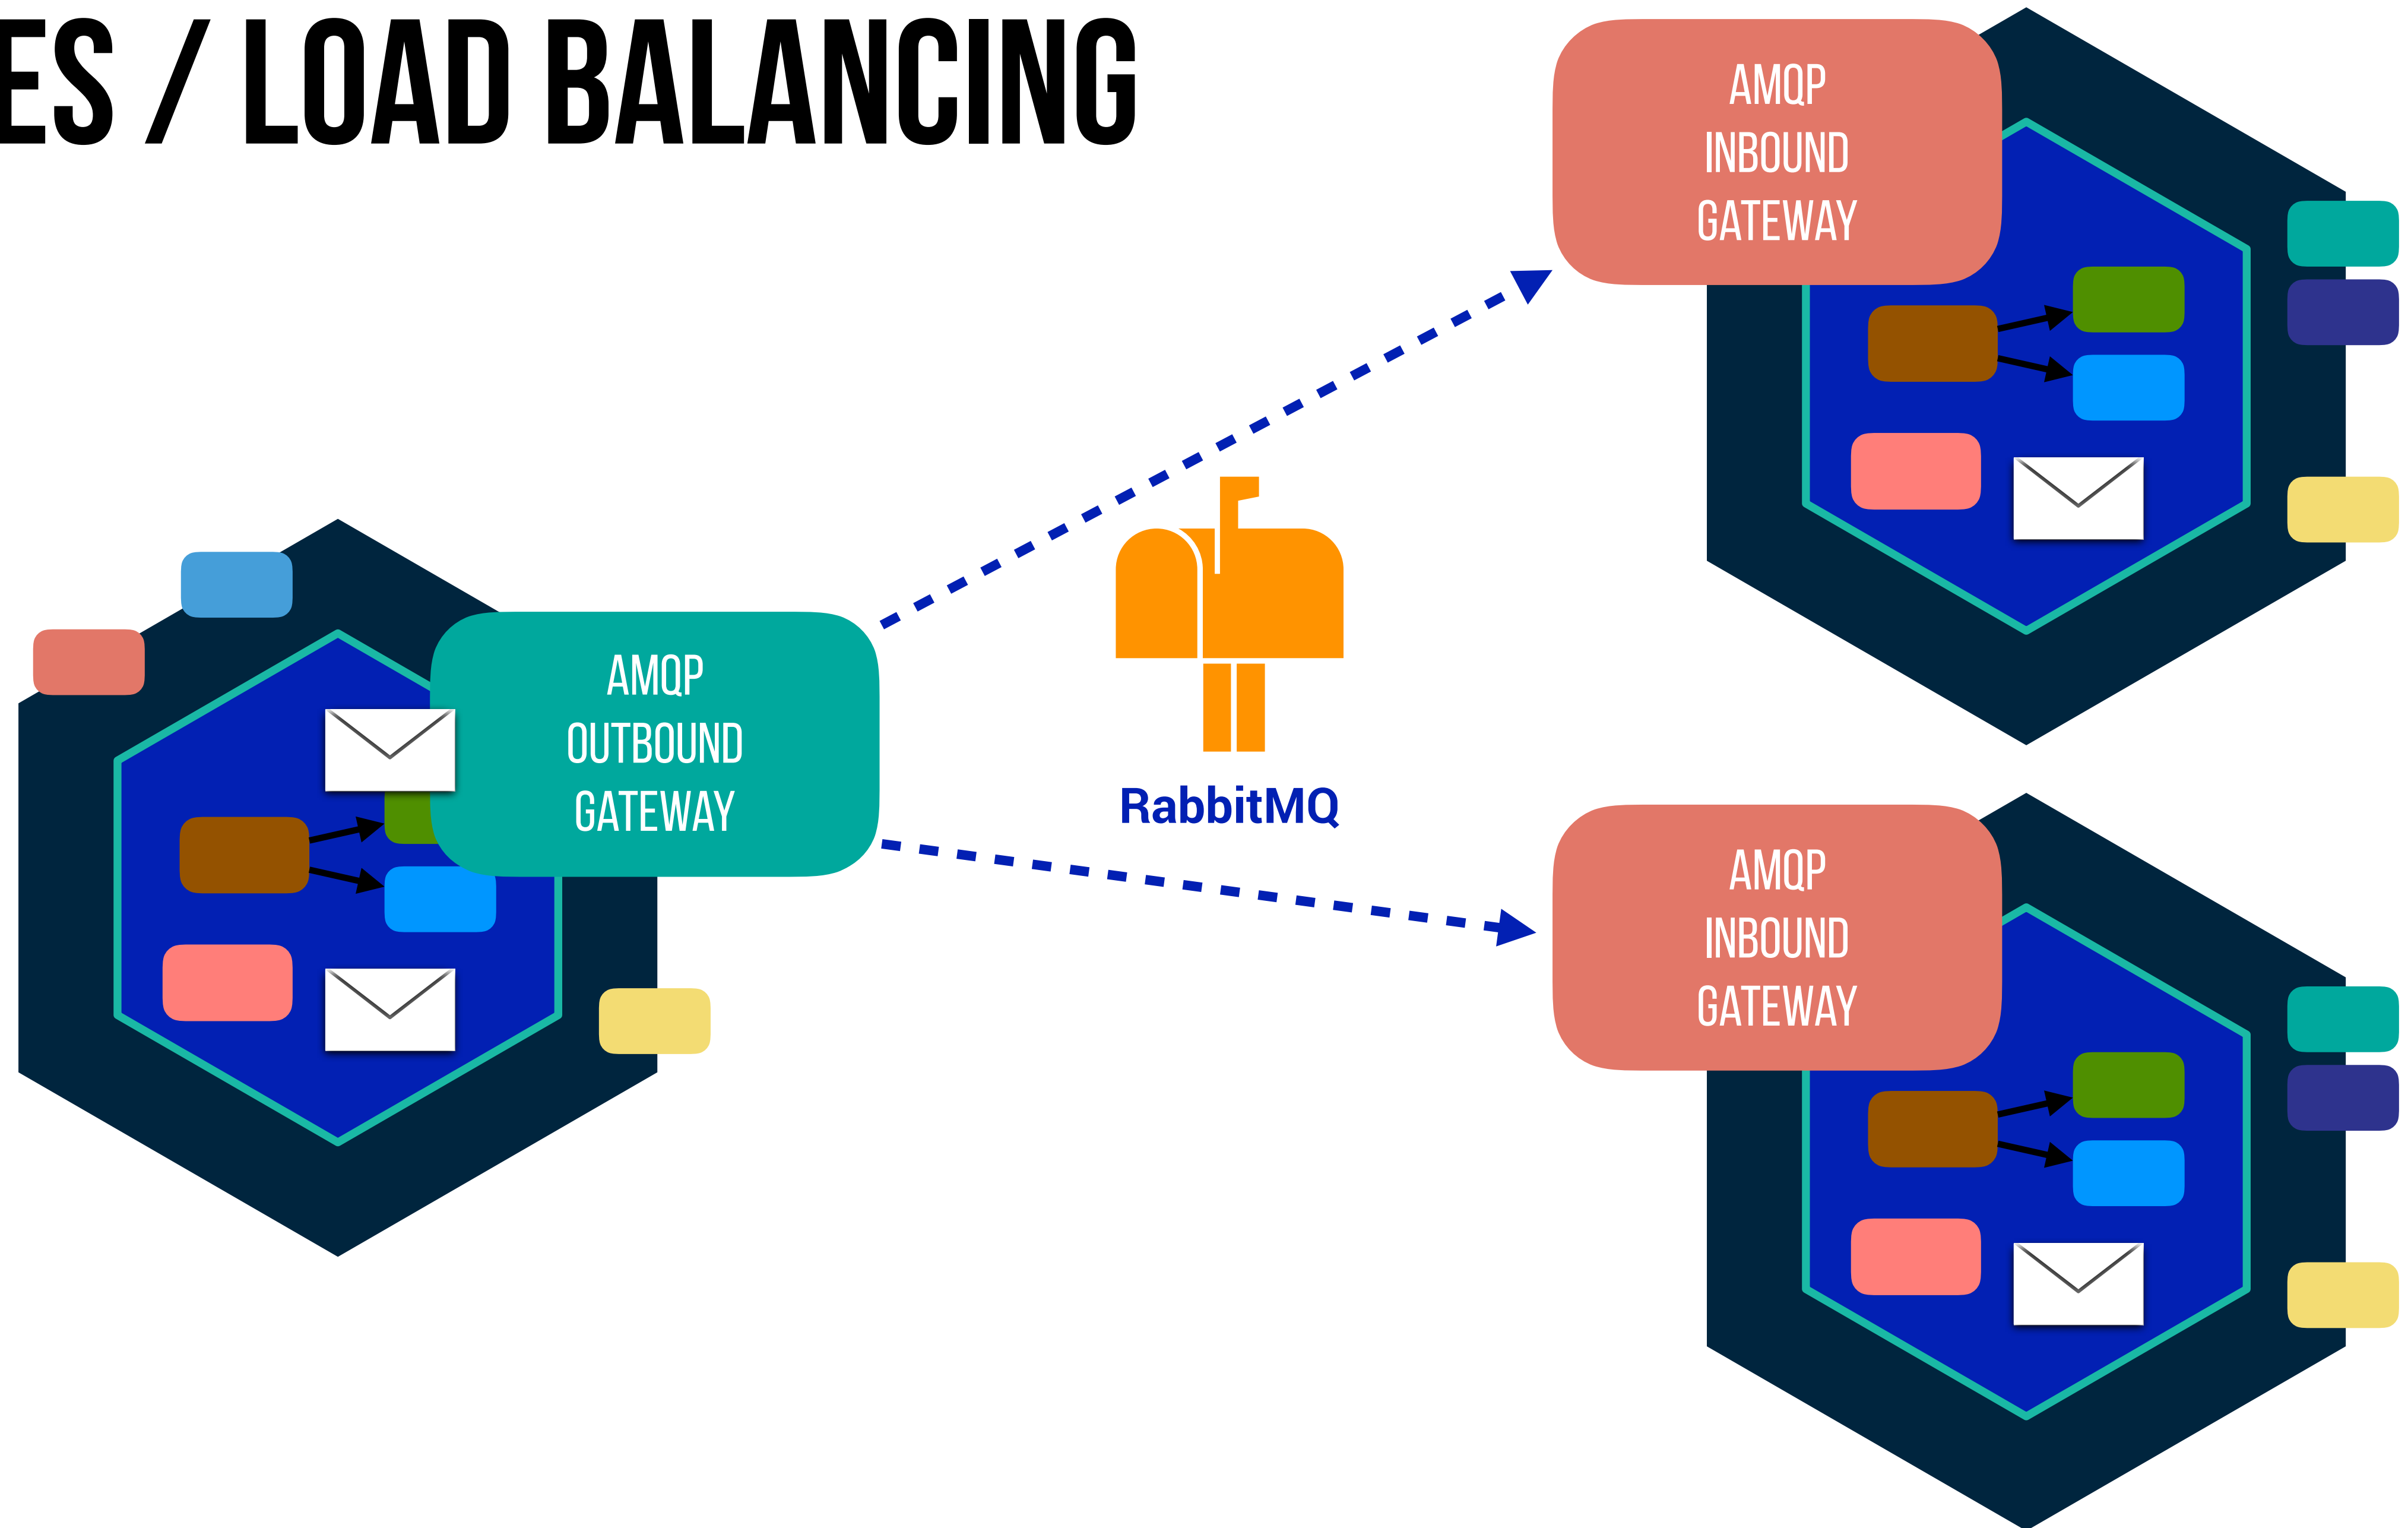 ES / LOAD BALANCING
AMQP
INBOUND
GATEWAY
AMQP
OUTBOUND
GATEWAY
RabbitMQ
AMQP
INBOUND
GATEWAY